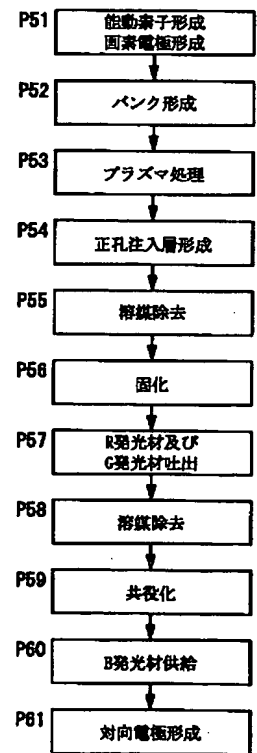 P51
能動素子形成
画素電極形成
P52
バンク形成
P53
プラズマ処理
P54
正孔注入層形成
P55
溶媒除去
P56
固化
P57
R発光材及び
G発光材吐出
P58
溶媒除去
P59
共役化
P60
B発光材供給
P61
対向電極形成